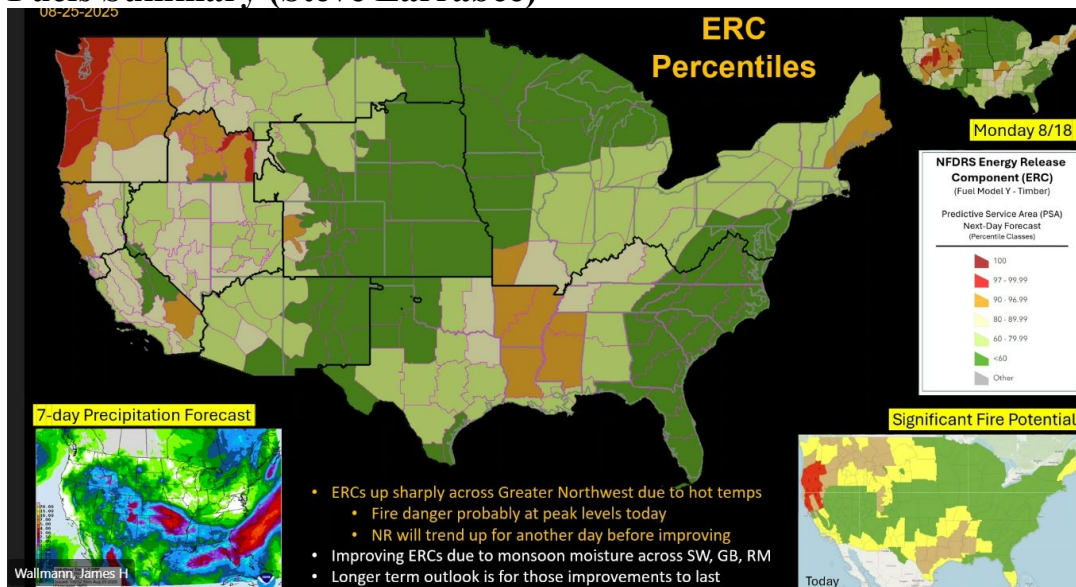 Fuels Summary (Steve Larrabee)
08-25-2025
ERC
Percentiles
Monday 8/18
NFDRS Energy Release
Component (ERC)
(Fuel Model Y - Timber)
Predictive Service Area (PSA)
Next-Day Forecast
(Percentile Classes)
100
97 - 99.99
90 - 96.99
80 - 89.99
60 - 79.99
<60
Other
7-day Precipitation Forecast
Significant Fire Potential
• ERCs up sharply across Greater Northwest due to hot temps
• Fire danger probably at peak levels today
• NR will trend up for another day before improving
• Improving ERCs due to monsoon moisture across SW, GB, RM
• Longer term outlook is for those improvements to last
Wallmann, James H
Today